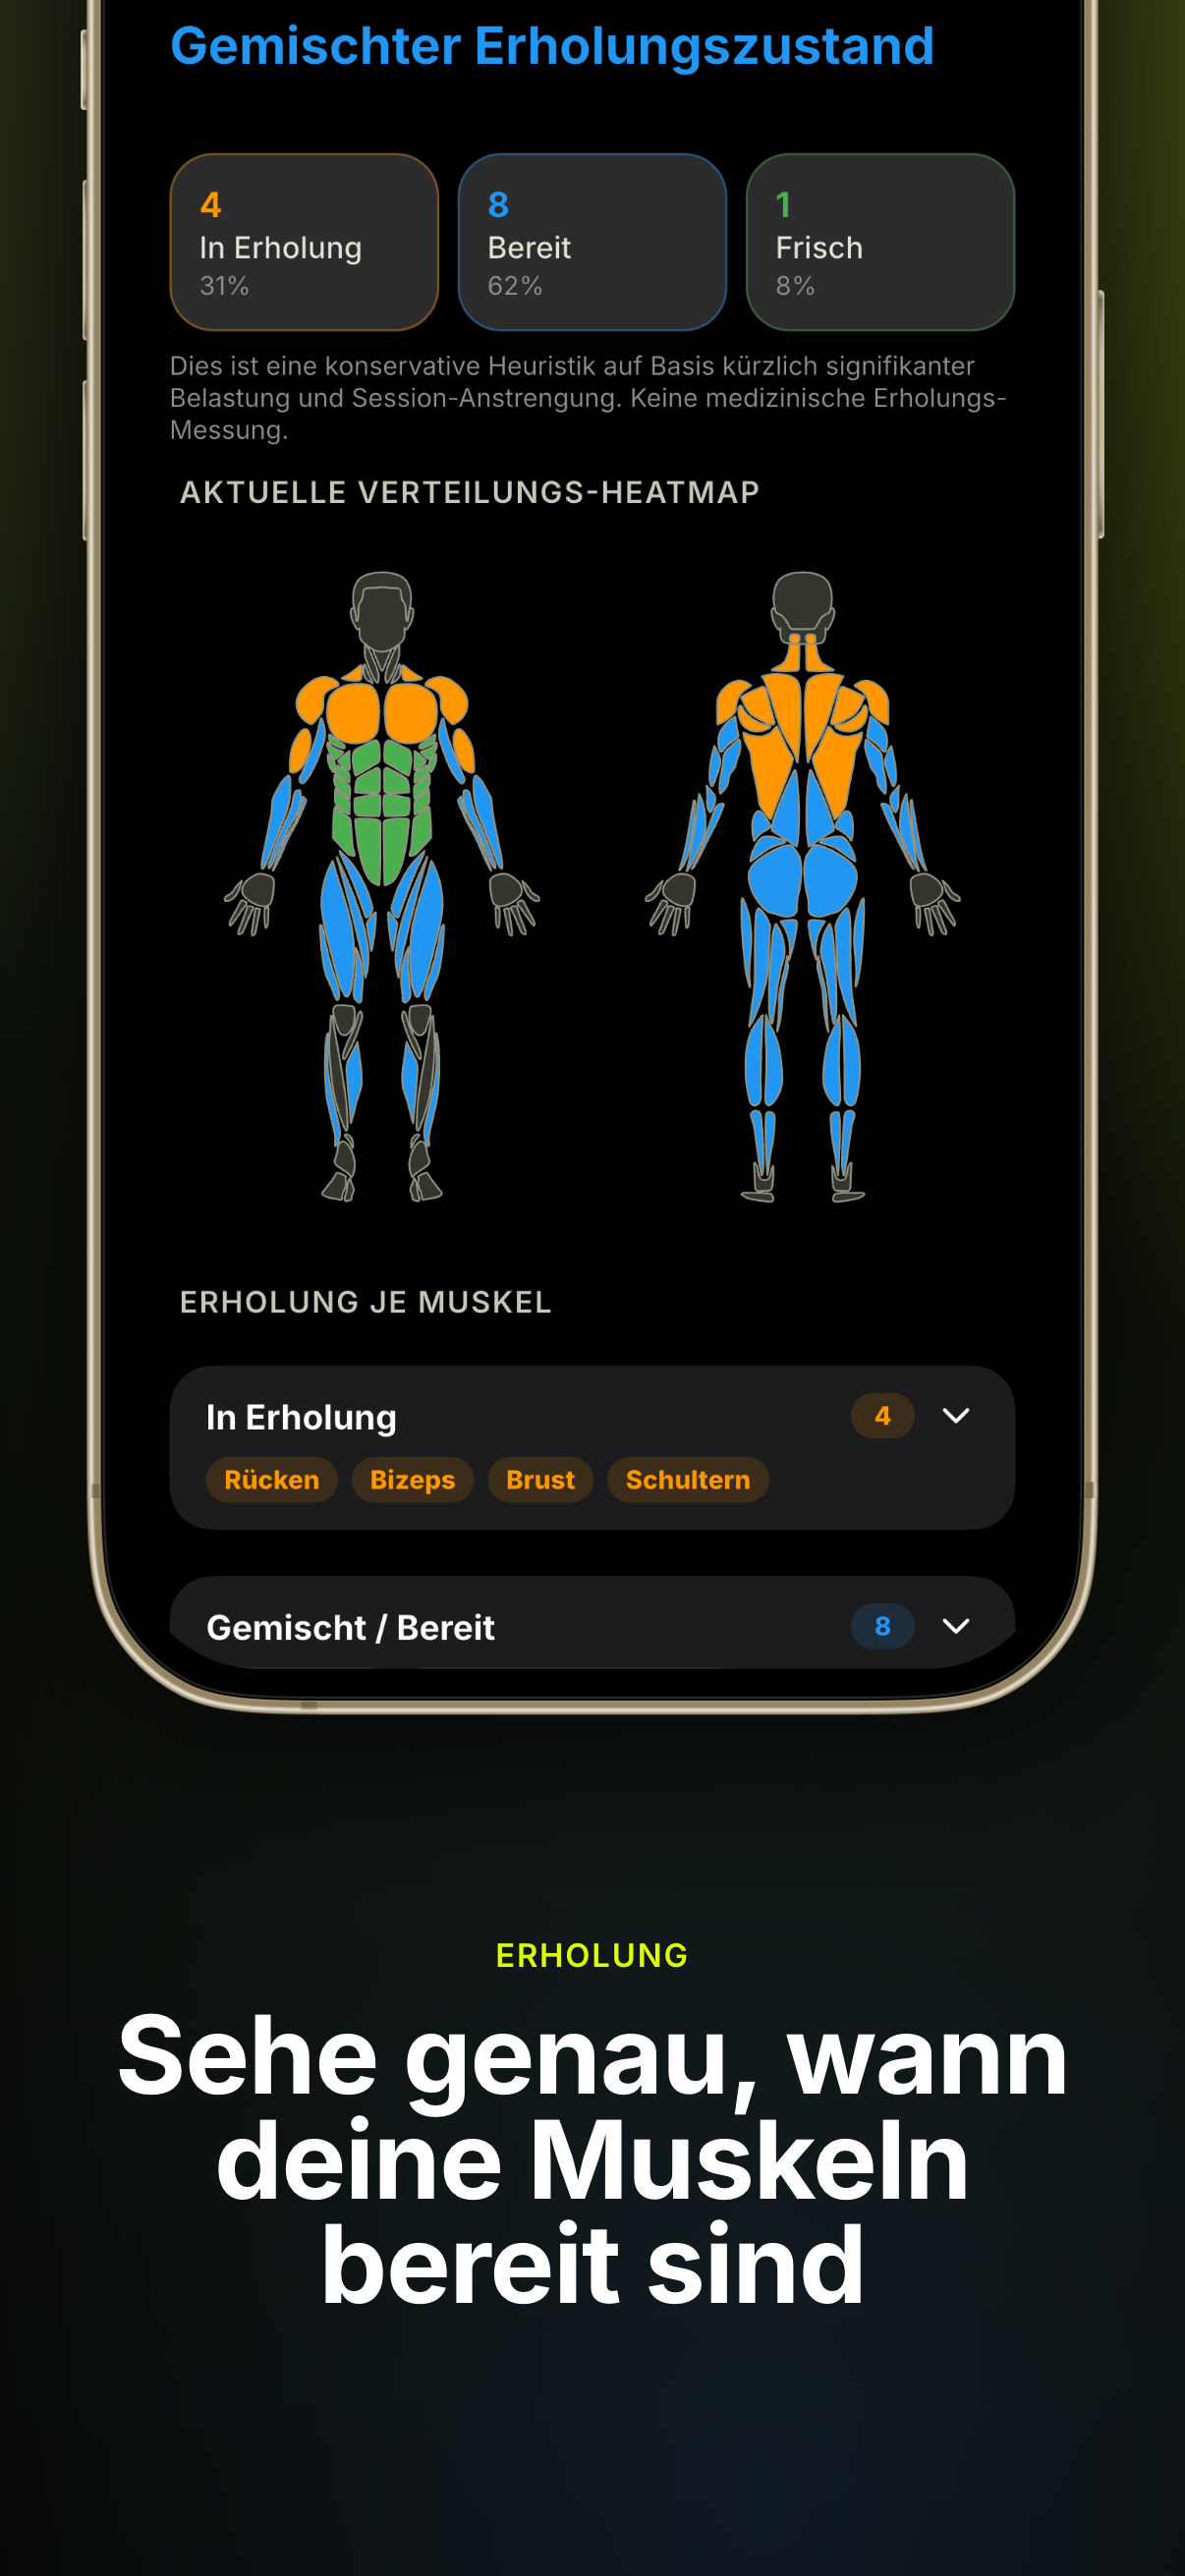 Gemischter Erholungszustand
4
In Erholung
31%
8
Bereit
62%
1
Frisch
8%
Dies ist eine konservative Heuristik auf Basis kürzlich signifikanter
Belastung und Session-Anstrengung. Keine medizinische Erholungs-
Messung.
AKTUELLE VERTEILUNGS-HEATMAP
ERHOLUNG JE MUSKEL
In Erholung
4
Rücken Bizeps Brust Schultern
Gemischt / Bereit
8
ERHOLUNG
Sehe genau, wann
deine Muskeln
bereit sind